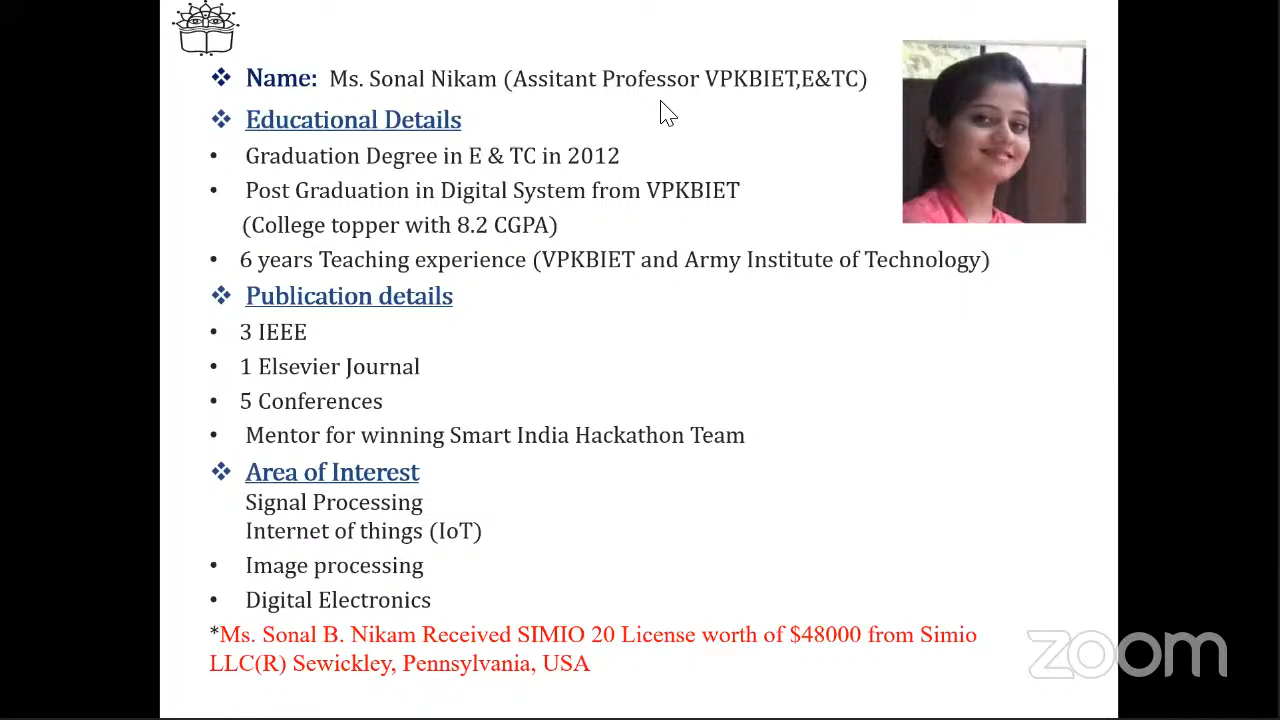 Name: Ms. Sonal Nikam (Assitant Professor VPKBIET,E&TC)
Educational Details
Graduation Degree in E & TC in 2012
Post Graduation in Digital System from VPKBIET
(College topper with 8.2 CGPA)
6 years Teaching experience (VPKBIET and Army Institute of Technology)
Publication details
3 IEEE
1 Elsevier Journal
5 Conferences
Mentor for winning Smart India Hackathon Team
Area of Interest
Signal Processing
Internet of things (IoT)
Image processing
Digital Electronics
*Ms. Sonal B. Nikam Received SIMIO 20 License worth of $48000 from Simio
LLC(R) Sewickley, Pennsylvania, USA
zoom